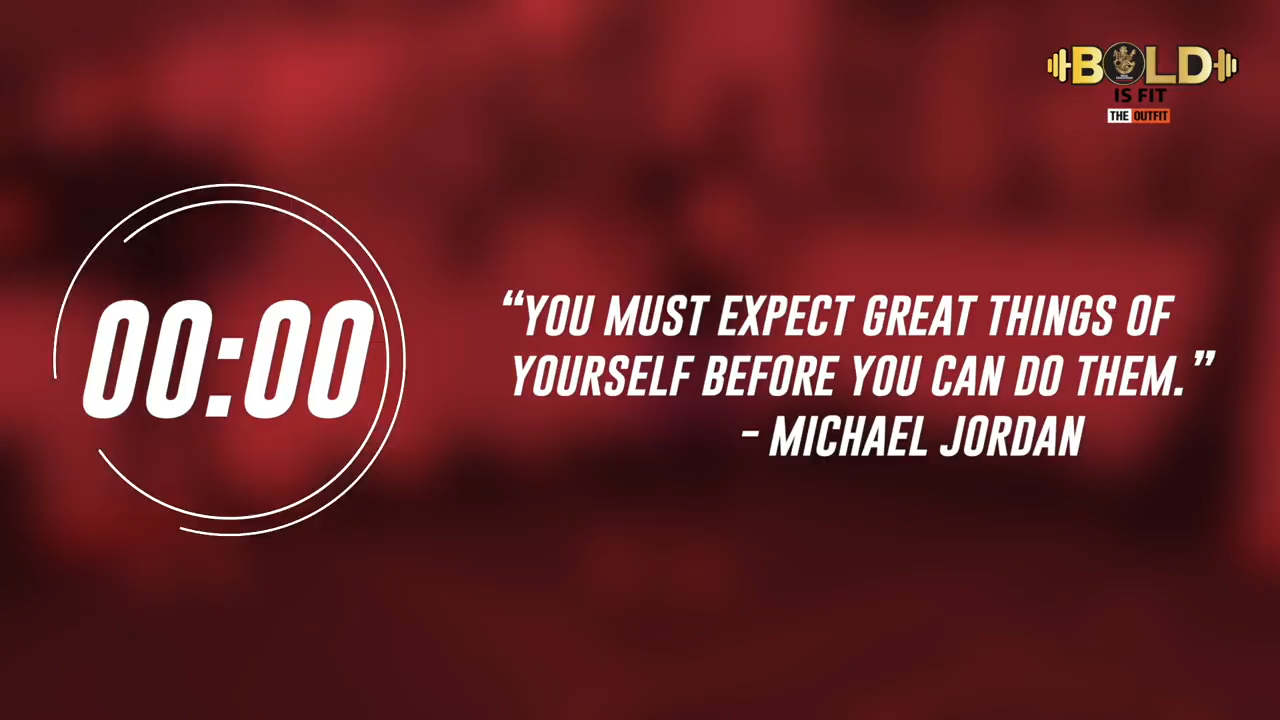 BOLD
IS FIT
THE OUTFIT
00:00
“YOU MUST EXPECT GREAT THINGS OF
YOURSELF BEFORE YOU CAN DO THEM.”
- MICHAEL JORDAN